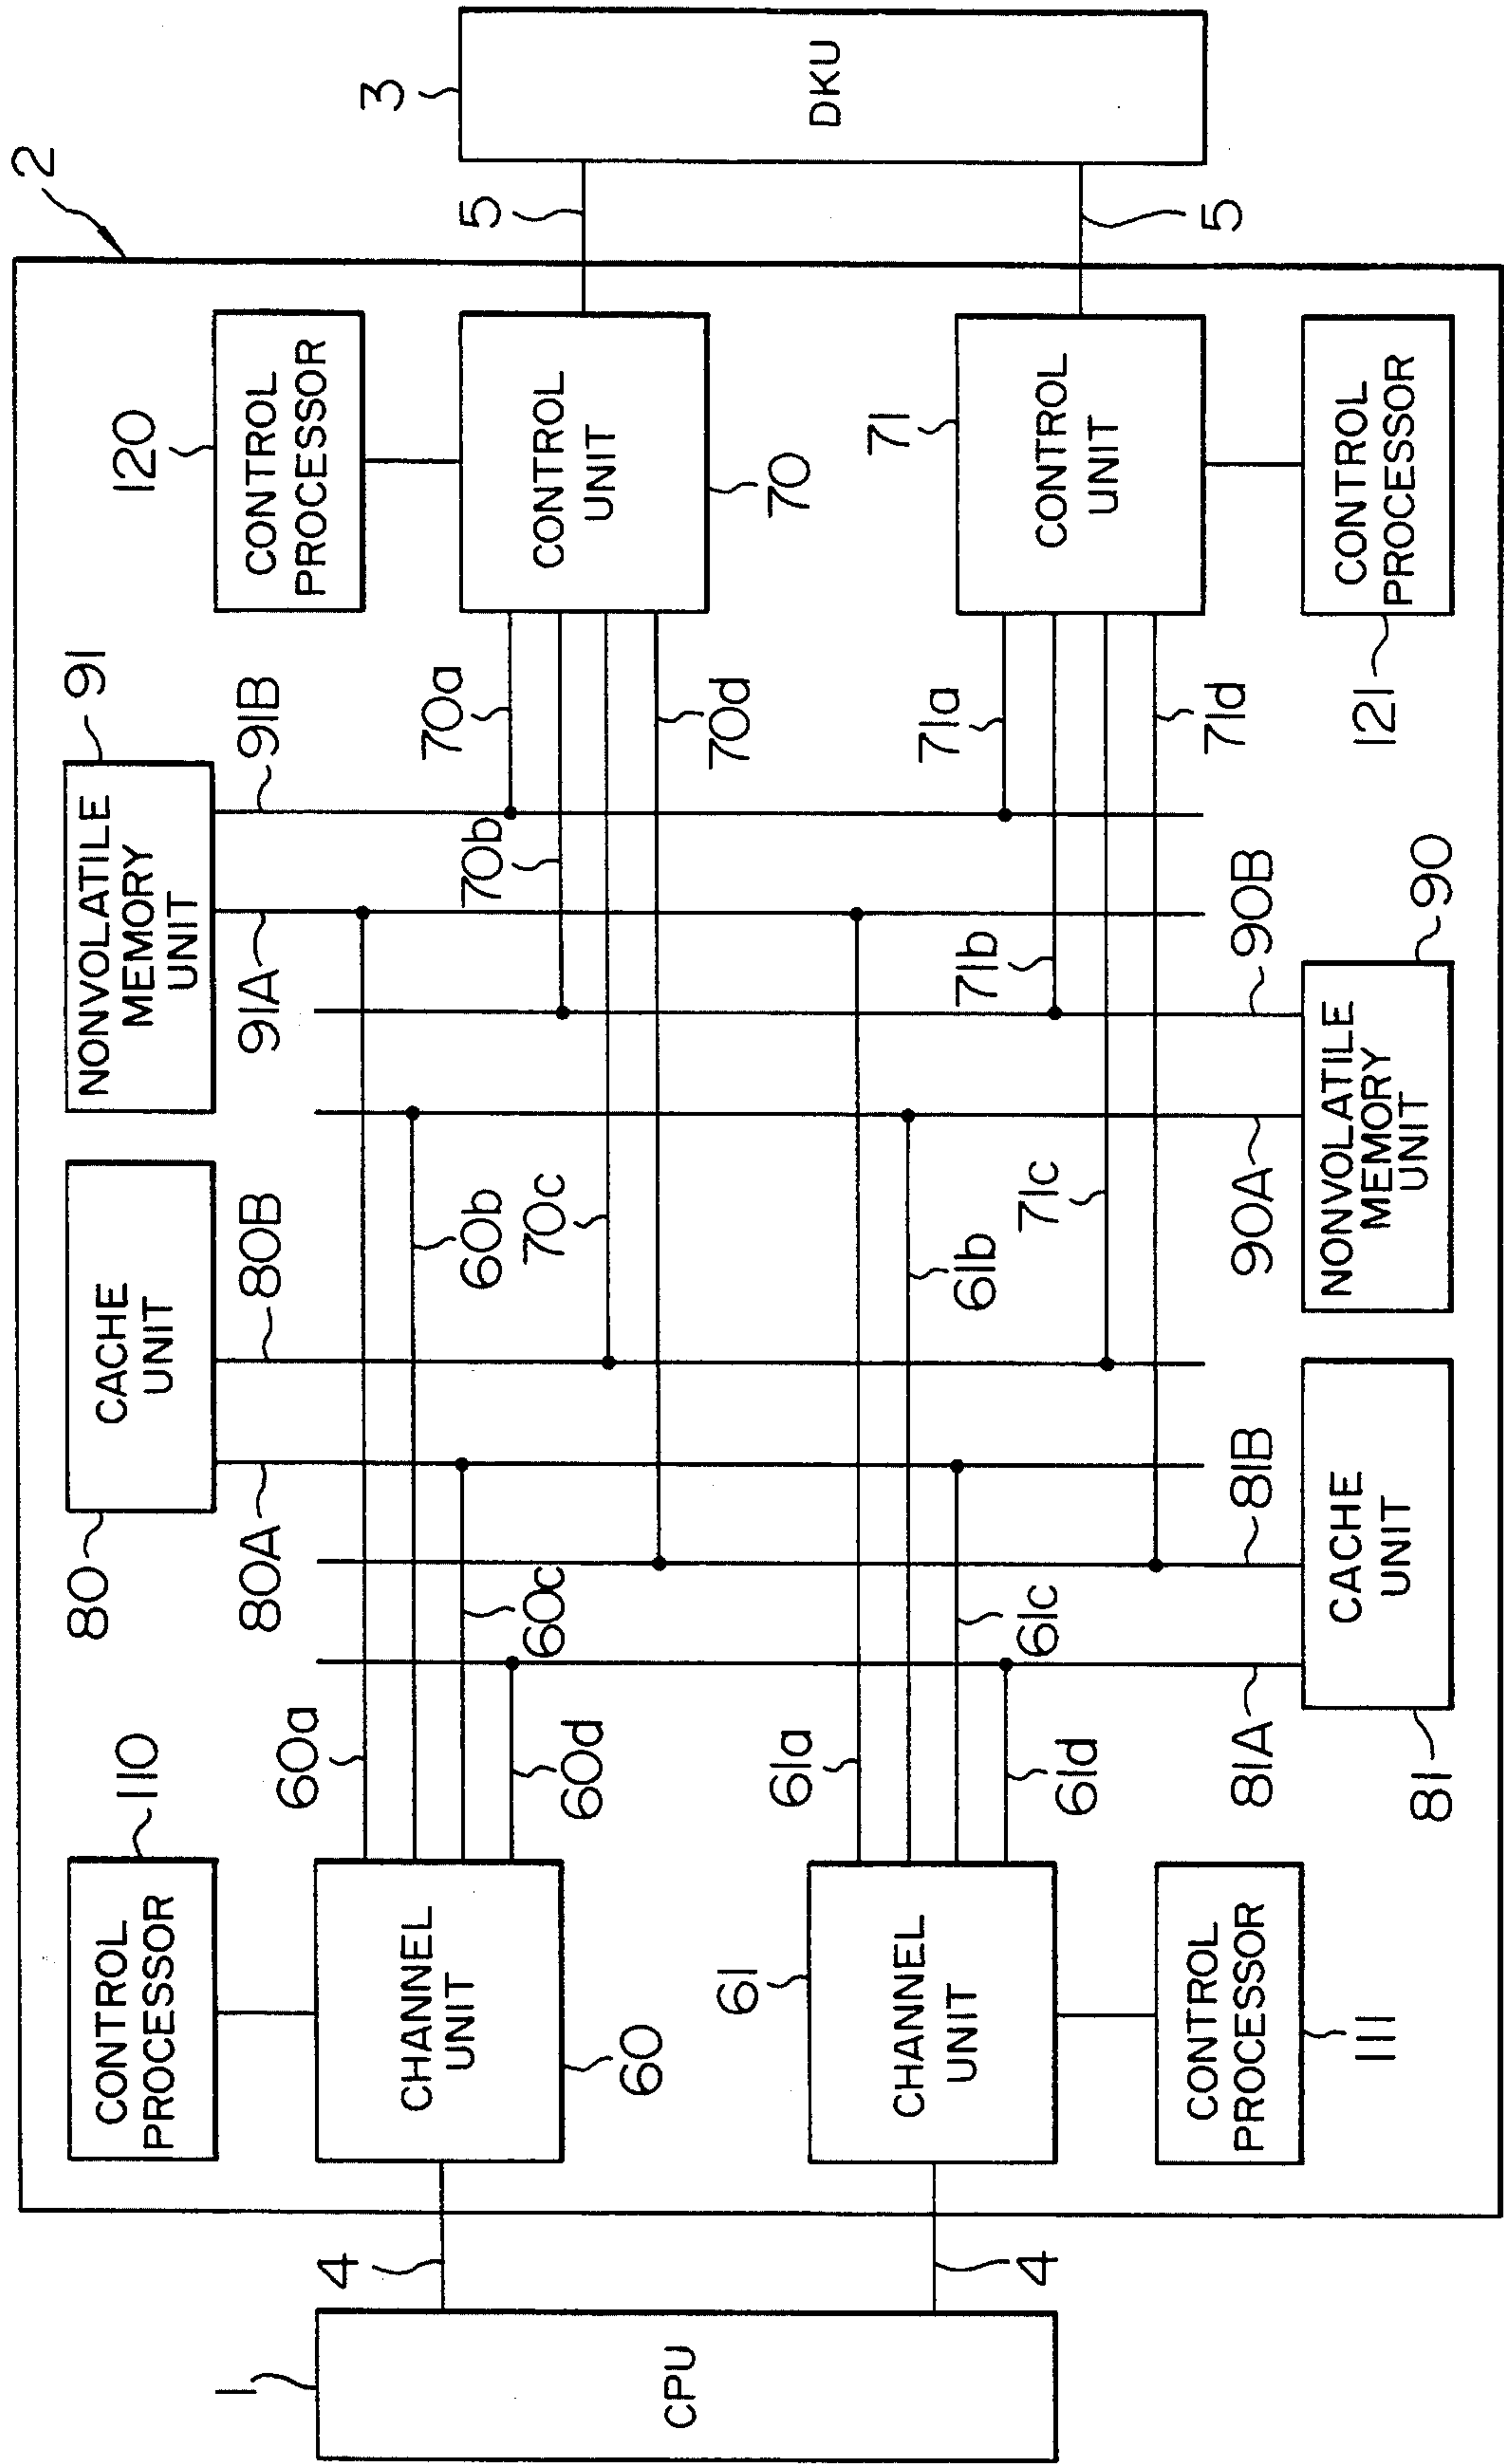 2
3
DKU
5
5
120
CONTROL
PROCESSOR
CONTROL
UNIT
70
71
CONTROL
UNIT
CONTROL
PROCESSOR
121
91
NONVOLATILE
MEMORY
UNIT
91B
91A
70a
70b
70c
70d
71a
71b
71c
71d
90B
90A
90
NONVOLATILE
MEMORY
UNIT
80
CACHE
UNIT
80B
80A
60a
60b
60c
60d
61a
61b
61c
61d
81B
81A
81
CACHE
UNIT
110
CONTROL
PROCESSOR
CHANNEL
UNIT
60
61
CHANNEL
UNIT
CONTROL
PROCESSOR
111
4
4
1
CPU